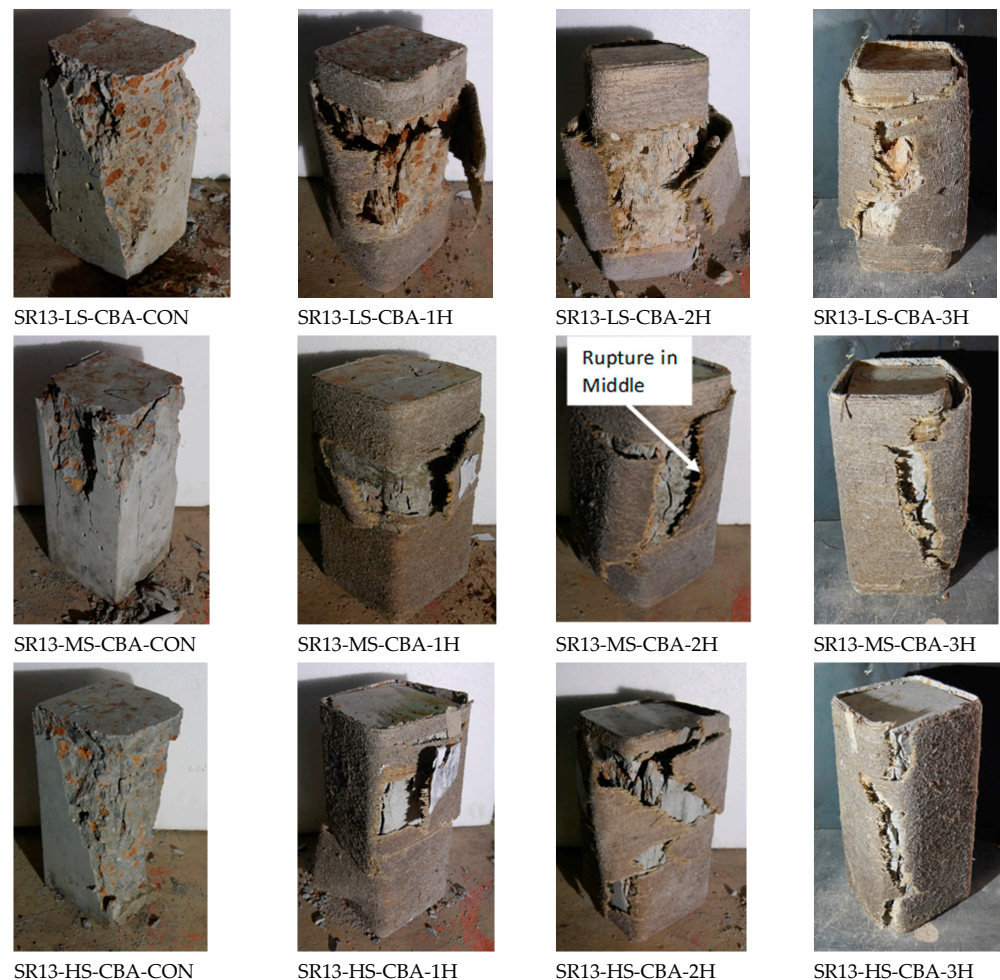 SR13-LS-CBA-CON
SR13-LS-CBA-1H
SR13-LS-CBA-2H
SR13-LS-CBA-3H
Rupture in
Middle
SR13-MS-CBA-CON
SR13-MS-CBA-1H
SR13-MS-CBA-2H
SR13-MS-CBA-3H
SR13-HS-CBA-CON
SR13-HS-CBA-1H
SR13-HS-CBA-2H
SR13-HS-CBA-3H